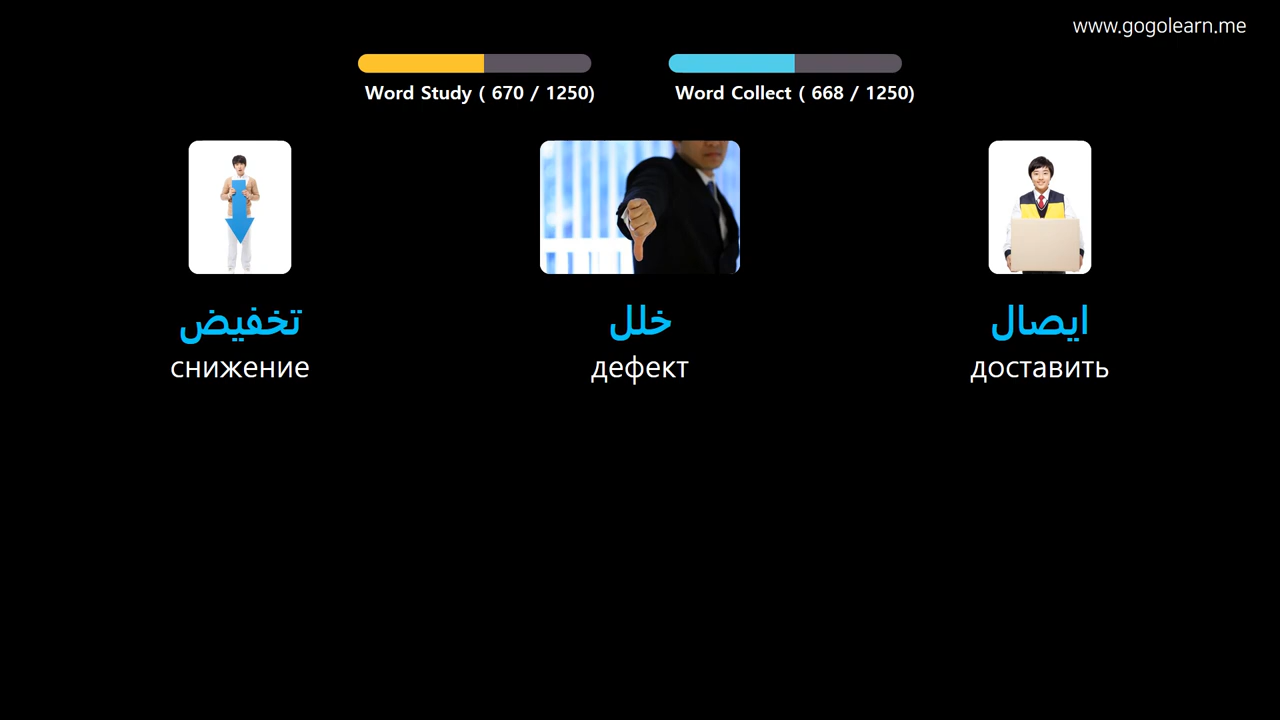 www.gogolearn.me
Word Study ( 670 / 1250)
Word Collect ( 668 / 1250)
تخفيض
снижение
خلل
дефект
ايصال
доставить